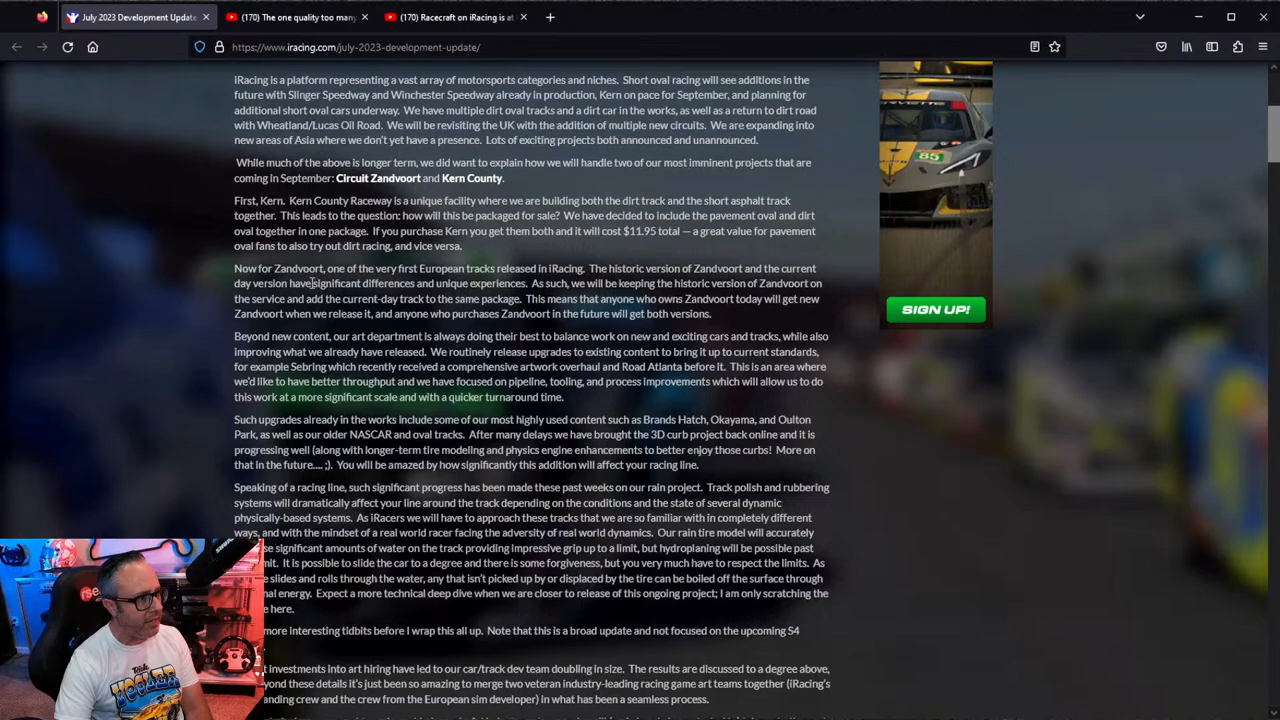 July 2023 Development Update
(170) The one quality too many
(170) Racecraft on iRacing is at
https://www.iracing.com/july-2023-development-update/
iRacing is a platform representing a vast array of motorsports categories and niches. Short oval racing will see additions in the
future with Slinger Speedway and Winchester Speedway already in production, Kern on pace for September, and planning for
additional short oval cars underway. We have multiple dirt oval tracks and a dirt car in the works, as well as a return to dirt road
with Wheatland/Lucas Oil Road. We will be revisiting the UK with the addition of multiple new circuits. We are expanding into
new areas of Asia where we don't yet have a presence. Lots of exciting projects both announced and unannounced.
While much of the above is longer term, we did want to explain how we will handle two of our most imminent projects that are
coming in September: Circuit Zandvoort and Kern County.
First, Kern. Kern County Raceway is a unique facility where we are building both the dirt track and the short asphalt track
together. This leads to the question: how will this be packaged for sale? We have decided to include the pavement oval and dirt
oval together in one package. If you purchase Kern you get them both and it will cost $11.95 total — a great value for pavement
oval fans to also try out dirt racing, and vice versa.
Now for Zandvoort, one of the very first European tracks released in iRacing. The historic version of Zandvoort and the current
day version have significant differences and unique experiences. As such, we will be keeping the historic version of Zandvoort on
the service and add the current-day track to the same package. This means that anyone who owns Zandvoort today will get new
Zandvoort when we release it, and anyone who purchases Zandvoort in the future will get both versions.
Beyond new content, our art department is always doing their best to balance work on new and exciting cars and tracks, while also
improving what we already have released. We routinely release upgrades to existing content to bring it up to current standards,
for example Sebring which recently received a comprehensive artwork overhaul and Road Atlanta before it. This is an area where
we'd like to have better throughput and we have focused on pipeline, tooling, and process improvements which will allow us to do
this work at a more significant scale and with a quicker turnaround time.
Such upgrades already in the works include some of our most highly used content such as Brands Hatch, Okayama, and Oulton
Park, as well as our older NASCAR and oval tracks. After many delays we have brought the 3D curb project back online and it is
progressing well (along with longer-term tire modeling and physics engine enhancements to better enjoy those curbs! More on
that in the future.... ;). You will be amazed by how significantly this addition will affect your racing line.
Speaking of a racing line, such significant progress has been made these past weeks on our rain project. Track polish and rubbering
systems will dramatically affect your line around the track depending on the conditions and the state of several dynamic
physically-based systems. As iRacers we will have to approach these tracks that we are so familiar with in completely different
ways, and with the mindset of a real world racer facing the adversity of real world dynamics. Our rain tire model will accurately
se significant amounts of water on the track providing impressive grip up to a limit, but hydroplaning will be possible past
mit. It is possible to slide the car to a degree and there is some forgiveness, but you very much have to respect the limits. As
e slides and rolls through the water, any that isn't picked up by or displaced by the tire can be boiled off the surface through
nal energy. Expect a more technical deep dive when we are closer to release of this ongoing project; I am only scratching the
e here.
more interesting tidbits before I wrap this all up. Note that this is a broad update and not focused on the upcoming S4
t investments into art hiring have led to our car/track dev team doubling in size. The results are discussed to a degree above,
yond these details it's just been so amazing to merge two veteran industry-leading racing game art teams together (iRacing's
anding crew and the crew from the European sim developer) in what has been a seamless process.
CORVETTE
85
SIGN UP!
rse
HOOLER